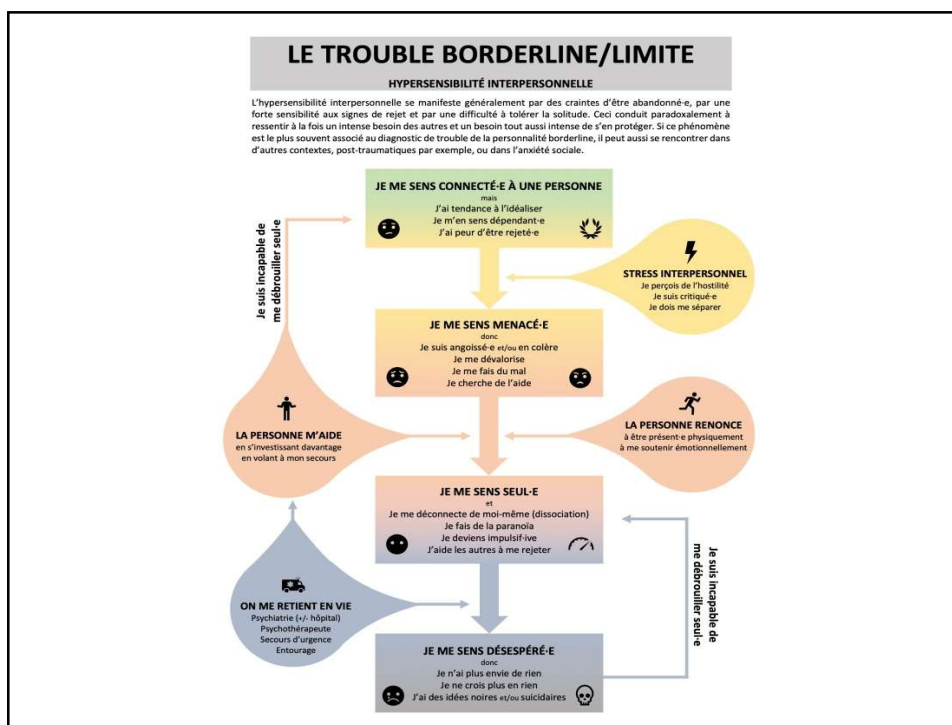 LE TROUBLE BORDERLINE/LIMITE
HYPERSENSIBILITÉ INTERPERSONNELLE
L'hypersensibilité interpersonnelle se manifeste généralement par des craintes d'être abandonné·e, par une
forte sensibilité aux signes de rejet et par une difficulté à tolérer la solitude. Ceci conduit paradoxalement à
ressentir à la fois un intense besoin des autres et un besoin tout aussi intense de s'en protéger. Si ce phénomène
est le plus souvent associé au diagnostic de trouble de la personnalité borderline, il peut aussi se rencontrer dans
d'autres contextes, post-traumatiques par exemple, ou dans l'anxiété sociale.
JE ME SENS CONNECTÉ·E À UNE PERSONNE
mais
J'ai tendance à l'idéaliser
Je m'en sens dépendant·e
J'ai peur d'être rejeté·e
Je suis incapable de
me débrouiller seul·e
STRESS INTERPERSONNEL
Je perçois de l'hostilité
Je suis critiqué·e
Je dois me séparer
JE ME SENS MENACÉ·E
donc
Je suis angoissé·e et/ou en colère
Je me dévalorise
Je me fais du mal
Je cherche de l'aide
LA PERSONNE M'AIDE
en s'investissant davantage
en volant à mon secours
LA PERSONNE RENONCE
à être présent·e physiquement
à me soutenir émotionnellement
JE ME SENS SEUL·E
et
Je me déconnecte de moi-même (dissociation)
Je fais de la paranoïa
Je deviens impulsif·ive
J'aide les autres à me rejeter
ON ME RETIENT EN VIE
Psychiatrie (+/- hôpital)
Psychothérapeute
Secours d'urgence
Entourage
Je suis incapable de
me débrouiller seul·e
JE ME SENS DÉSESPÉRÉ·E
donc
Je n'ai plus envie de rien
Je ne crois plus en rien
J'ai des idées noires et/ou suicidaires